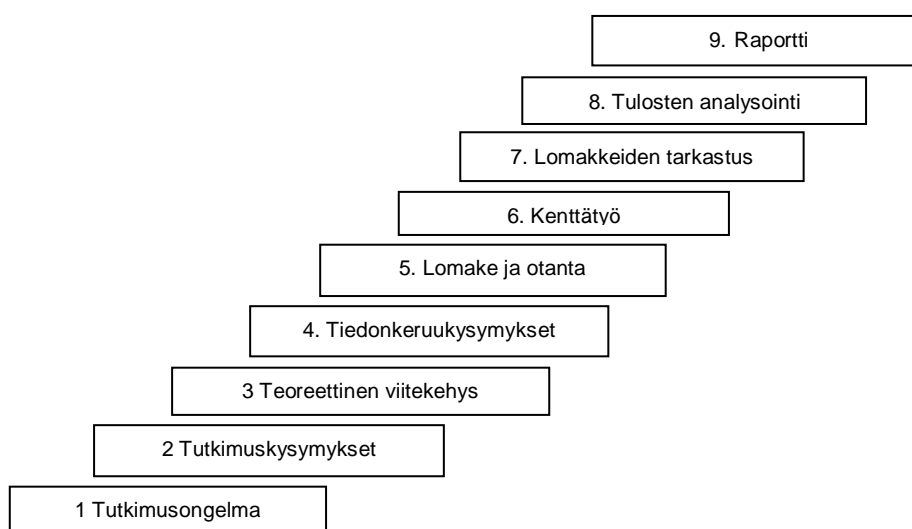 9. Raportti
8. Tulosten analysointi
7. Lomakkeiden tarkastus
6. Kenttätyö
5. Lomake ja otanta
4. Tiedonkeruukysymykset
3 Teoreettinen viitekehys
2 Tutkimuskysymykset
1 Tutkimusongelma